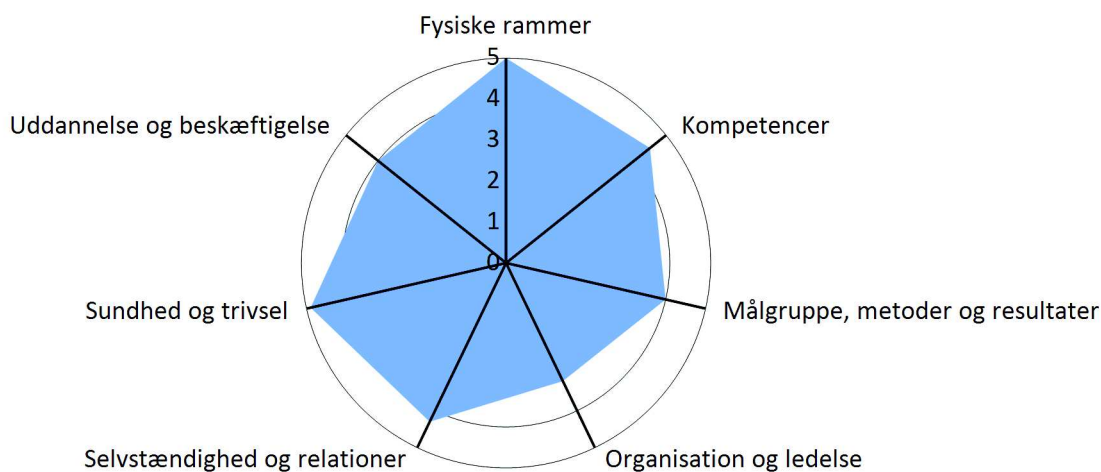 Fysiske rammer
5
4
3
2
1
0
Uddannelse og beskæftigelse
Kompetencer
Sundhed og trivsel
Målgruppe, metoder og resultater
Selvstændighed og relationer
Organisation og ledelse